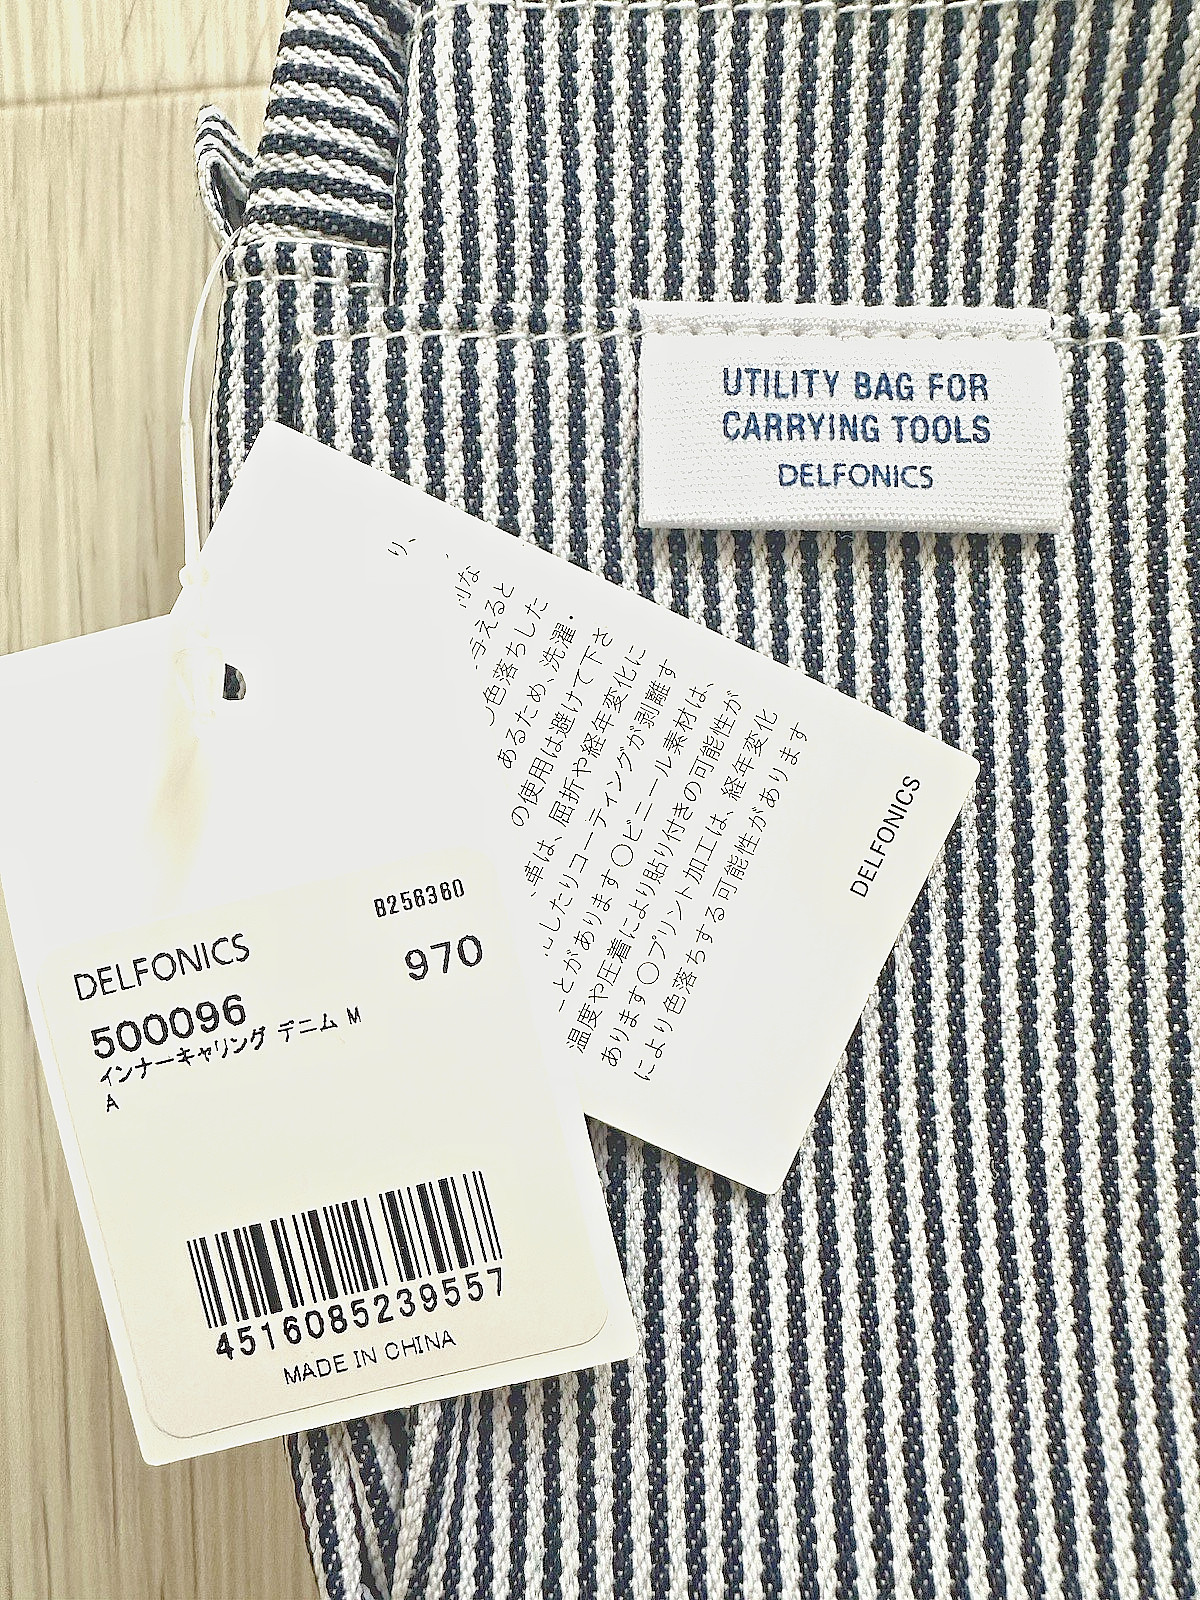 UTILITY BAG FOR
CARRYING TOOLS
DELFONICS
り、
えると
色落ちした
あるため、洗濯・
の使用は避けて下さ
革は、屈折や経年変化に
したりコーティングが剥離す
とがあります〇ビニール素材は、
温度や圧着により貼り付きの可能性が
あります〇プリント加工は、経年変化
により色落ちする可能性があります
DELFONICS
B256360
DELFONICS
970
500096
インナーキャリング デニム M
A
4516085239557
MADE IN CHINA